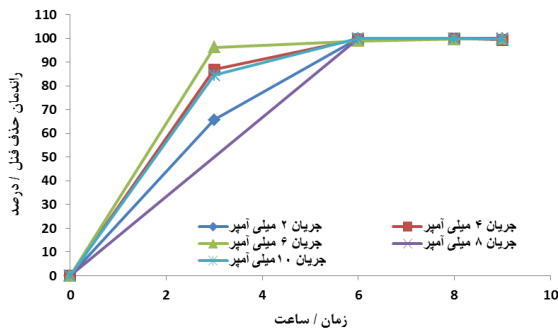 100
90
80
70
60
50
40
30
20
10
0
راندمان حذف فنل / درصد
جریان ۲ میلی آمپر
جریان ۴ میلی آمپر
جریان ۶ میلی آمپر
جریان ۸ میلی آمپر
جریان ۱۰ میلی آمپر
0 2 4 6 8 10
زمان / ساعت